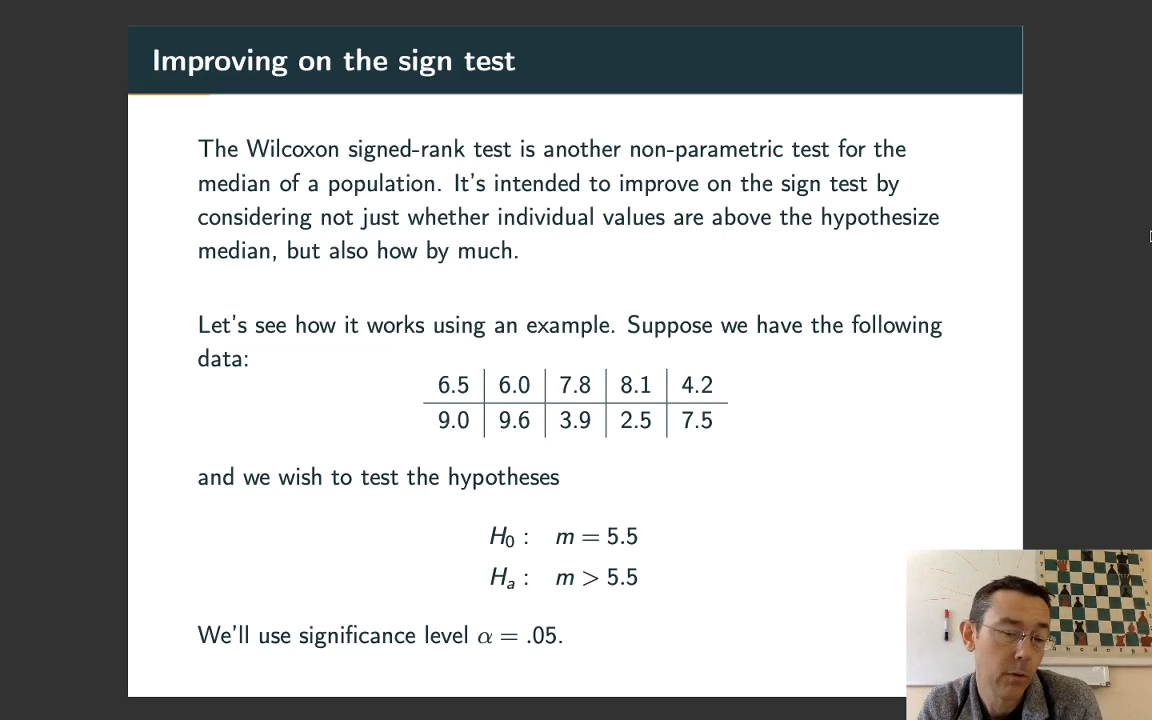 Improving on the sign test
The Wilcoxon signed-rank test is another non-parametric test for the
median of a population. It's intended to improve on the sign test by
considering not just whether individual values are above the hypothesize
median, but also how by much.
Let's see how it works using an example. Suppose we have the following
data:
6.5 6.0 7.8 8.1 4.2
9.0 9.6 3.9 2.5 7.5
and we wish to test the hypotheses
H₀ : m = 5.5
Hₐ : m > 5.5
We'll use significance level α = .05.